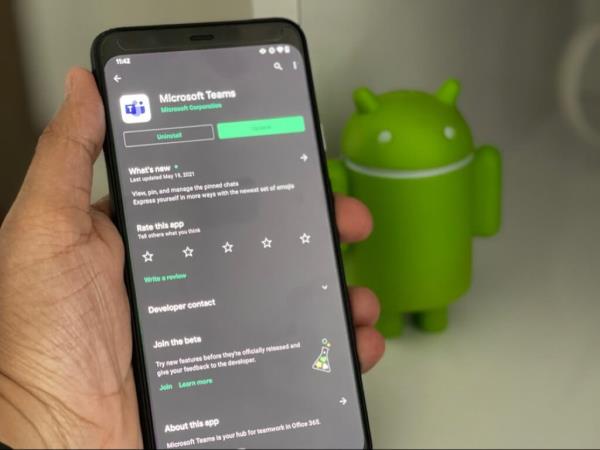 11:42
Microsoft Teams
Microsoft Corporation
Uninstall
Update
What's new
Last updated May 19, 2021
View, pin, and manage the pinned chats
Express yourself in more ways with the newest set of emojis
Rate this app
Tell others what you think
Write a review
Developer contact
Join the beta
Try new features before they're officially released and
give your feedback to the developer.
Join Learn more
About this app
Microsoft Teams is your hub for teamwork in Office 365.